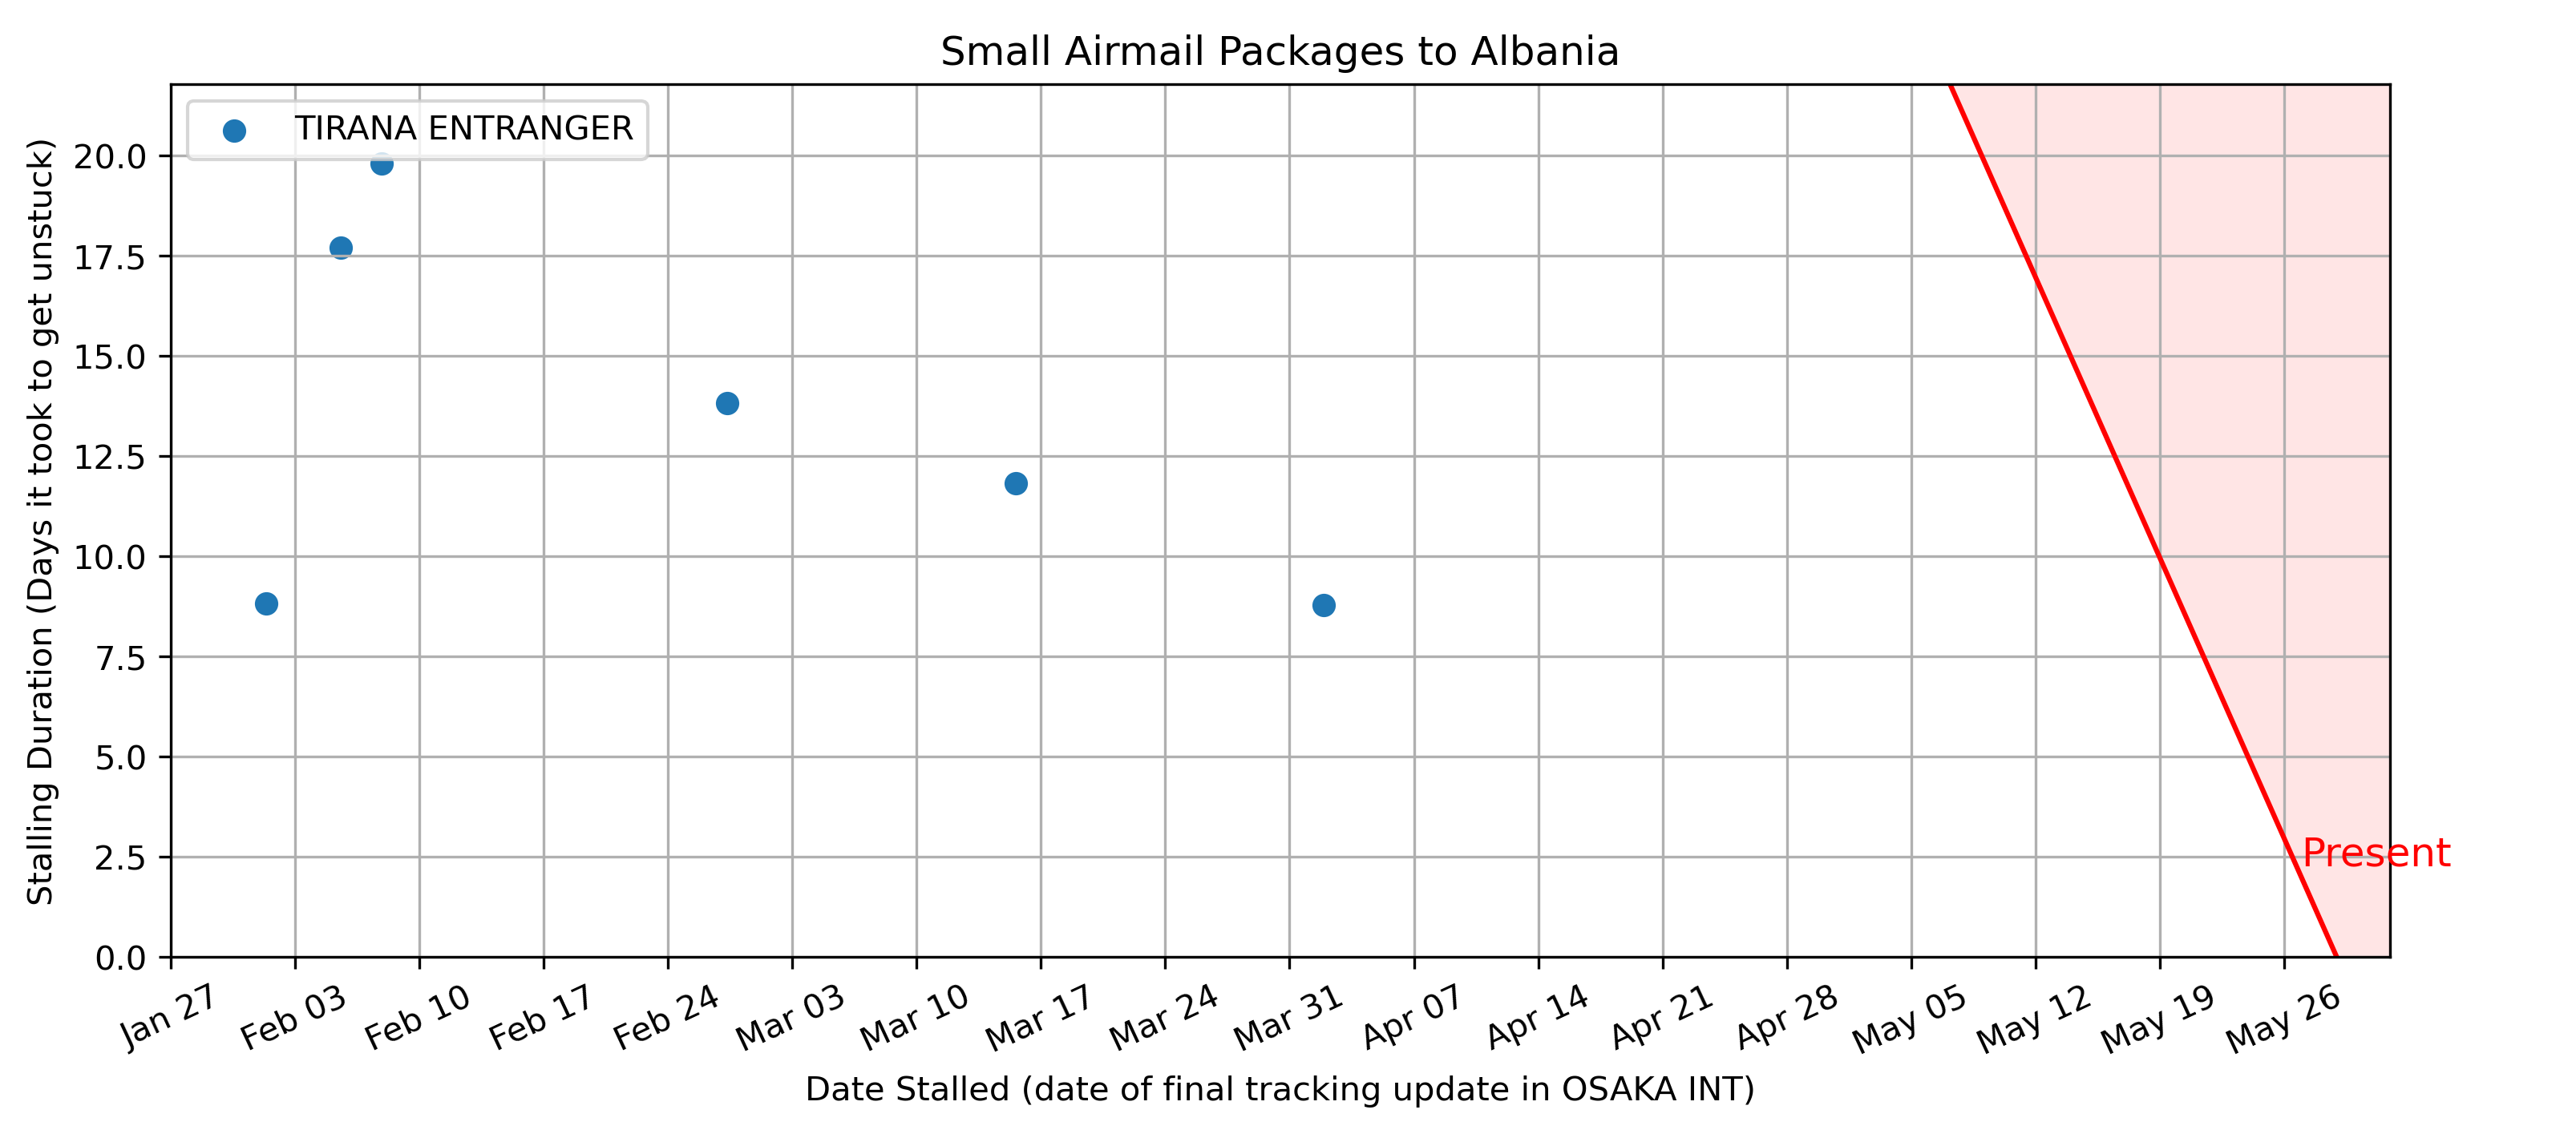 Small Airmail Packages to Albania
TIRANA ENTRANGER
Stalling Duration (Days it took to get unstuck)
20.0
17.5
15.0
12.5
10.0
7.5
5.0
2.5
0.0
Present
Jan 27
Feb 03
Feb 10
Feb 17
Feb 24
Mar 03
Mar 10
Mar 17
Mar 24
Mar 31
Apr 07
Apr 14
Apr 21
Apr 28
May 05
May 12
May 19
May 26
Date Stalled (date of final tracking update in OSAKA INT)